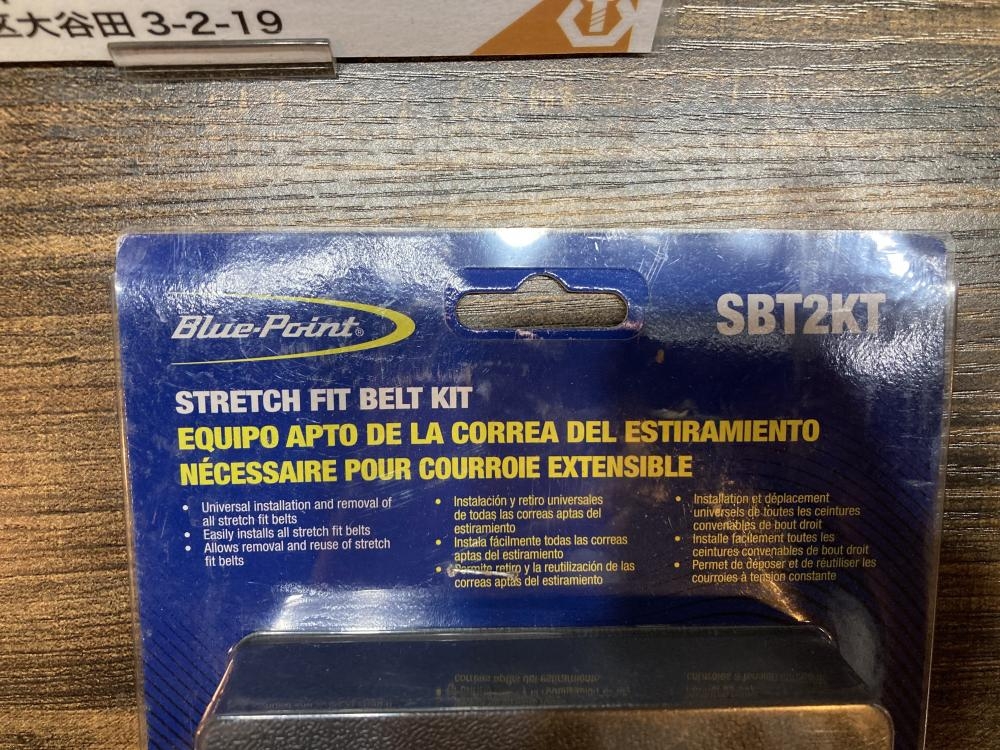 区大谷田 3-2-19
Blue-Point®
SBT2KT
STRETCH FIT BELT KIT
EQUIPO APTO DE LA CORREA DEL ESTIRAMIENTO
NÉCESSAIRE POUR COURROIE EXTENSIBLE
• Universal installation and removal of
all stretch fit belts
• Easily installs all stretch fit belts
• Allows removal and reuse of stretch
fit belts
• Instalación y retiro universales
de todas las correas aptas del
estiramiento
• Instala fácilmente todas las correas
aptas del estiramiento
• Permite retiro y la reutilización de las
correas aptas del estiramiento
• Installation et déplacement
universels de toutes les ceintures
convenables de bout droit
• Installe facilement toutes les
ceintures convenables de bout droit
• Permet de déposer et de réutiliser les
courroies à tension constante